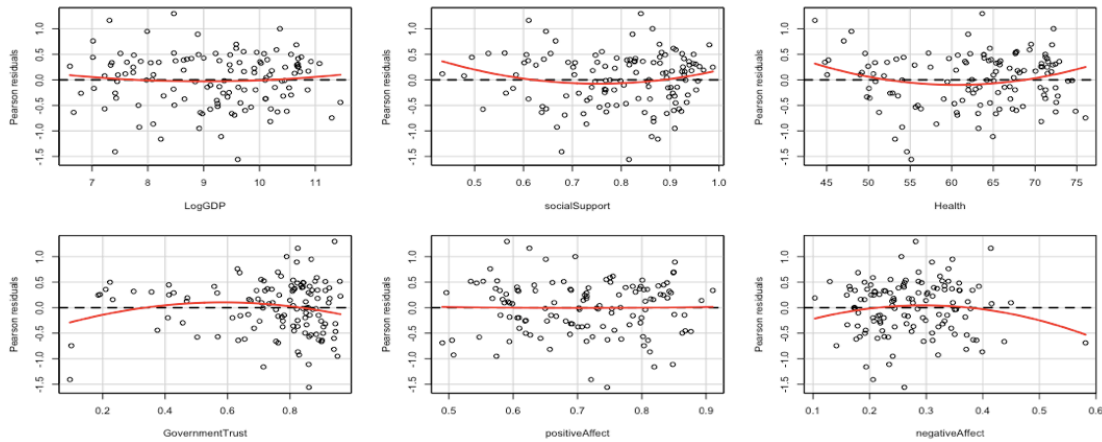 Pearson residuals
1.0
0.5
0.0
-0.5
-1.0
-1.5
7 8 9 10 11
LogGDP
Pearson residuals
1.0
0.5
0.0
-0.5
-1.0
-1.5
0.5 0.6 0.7 0.8 0.9 1.0
socialSupport
Pearson residuals
1.0
0.5
0.0
-0.5
-1.0
-1.5
45 50 55 60 65 70 75
Health
Pearson residuals
1.0
0.5
0.0
-0.5
-1.0
-1.5
0.2 0.4 0.6 0.8
GovernmentTrust
Pearson residuals
1.0
0.5
0.0
-0.5
-1.0
-1.5
0.5 0.6 0.7 0.8 0.9
positiveAffect
Pearson residuals
1.0
0.5
0.0
-0.5
-1.0
-1.5
0.1 0.2 0.3 0.4 0.5 0.6
negativeAffect